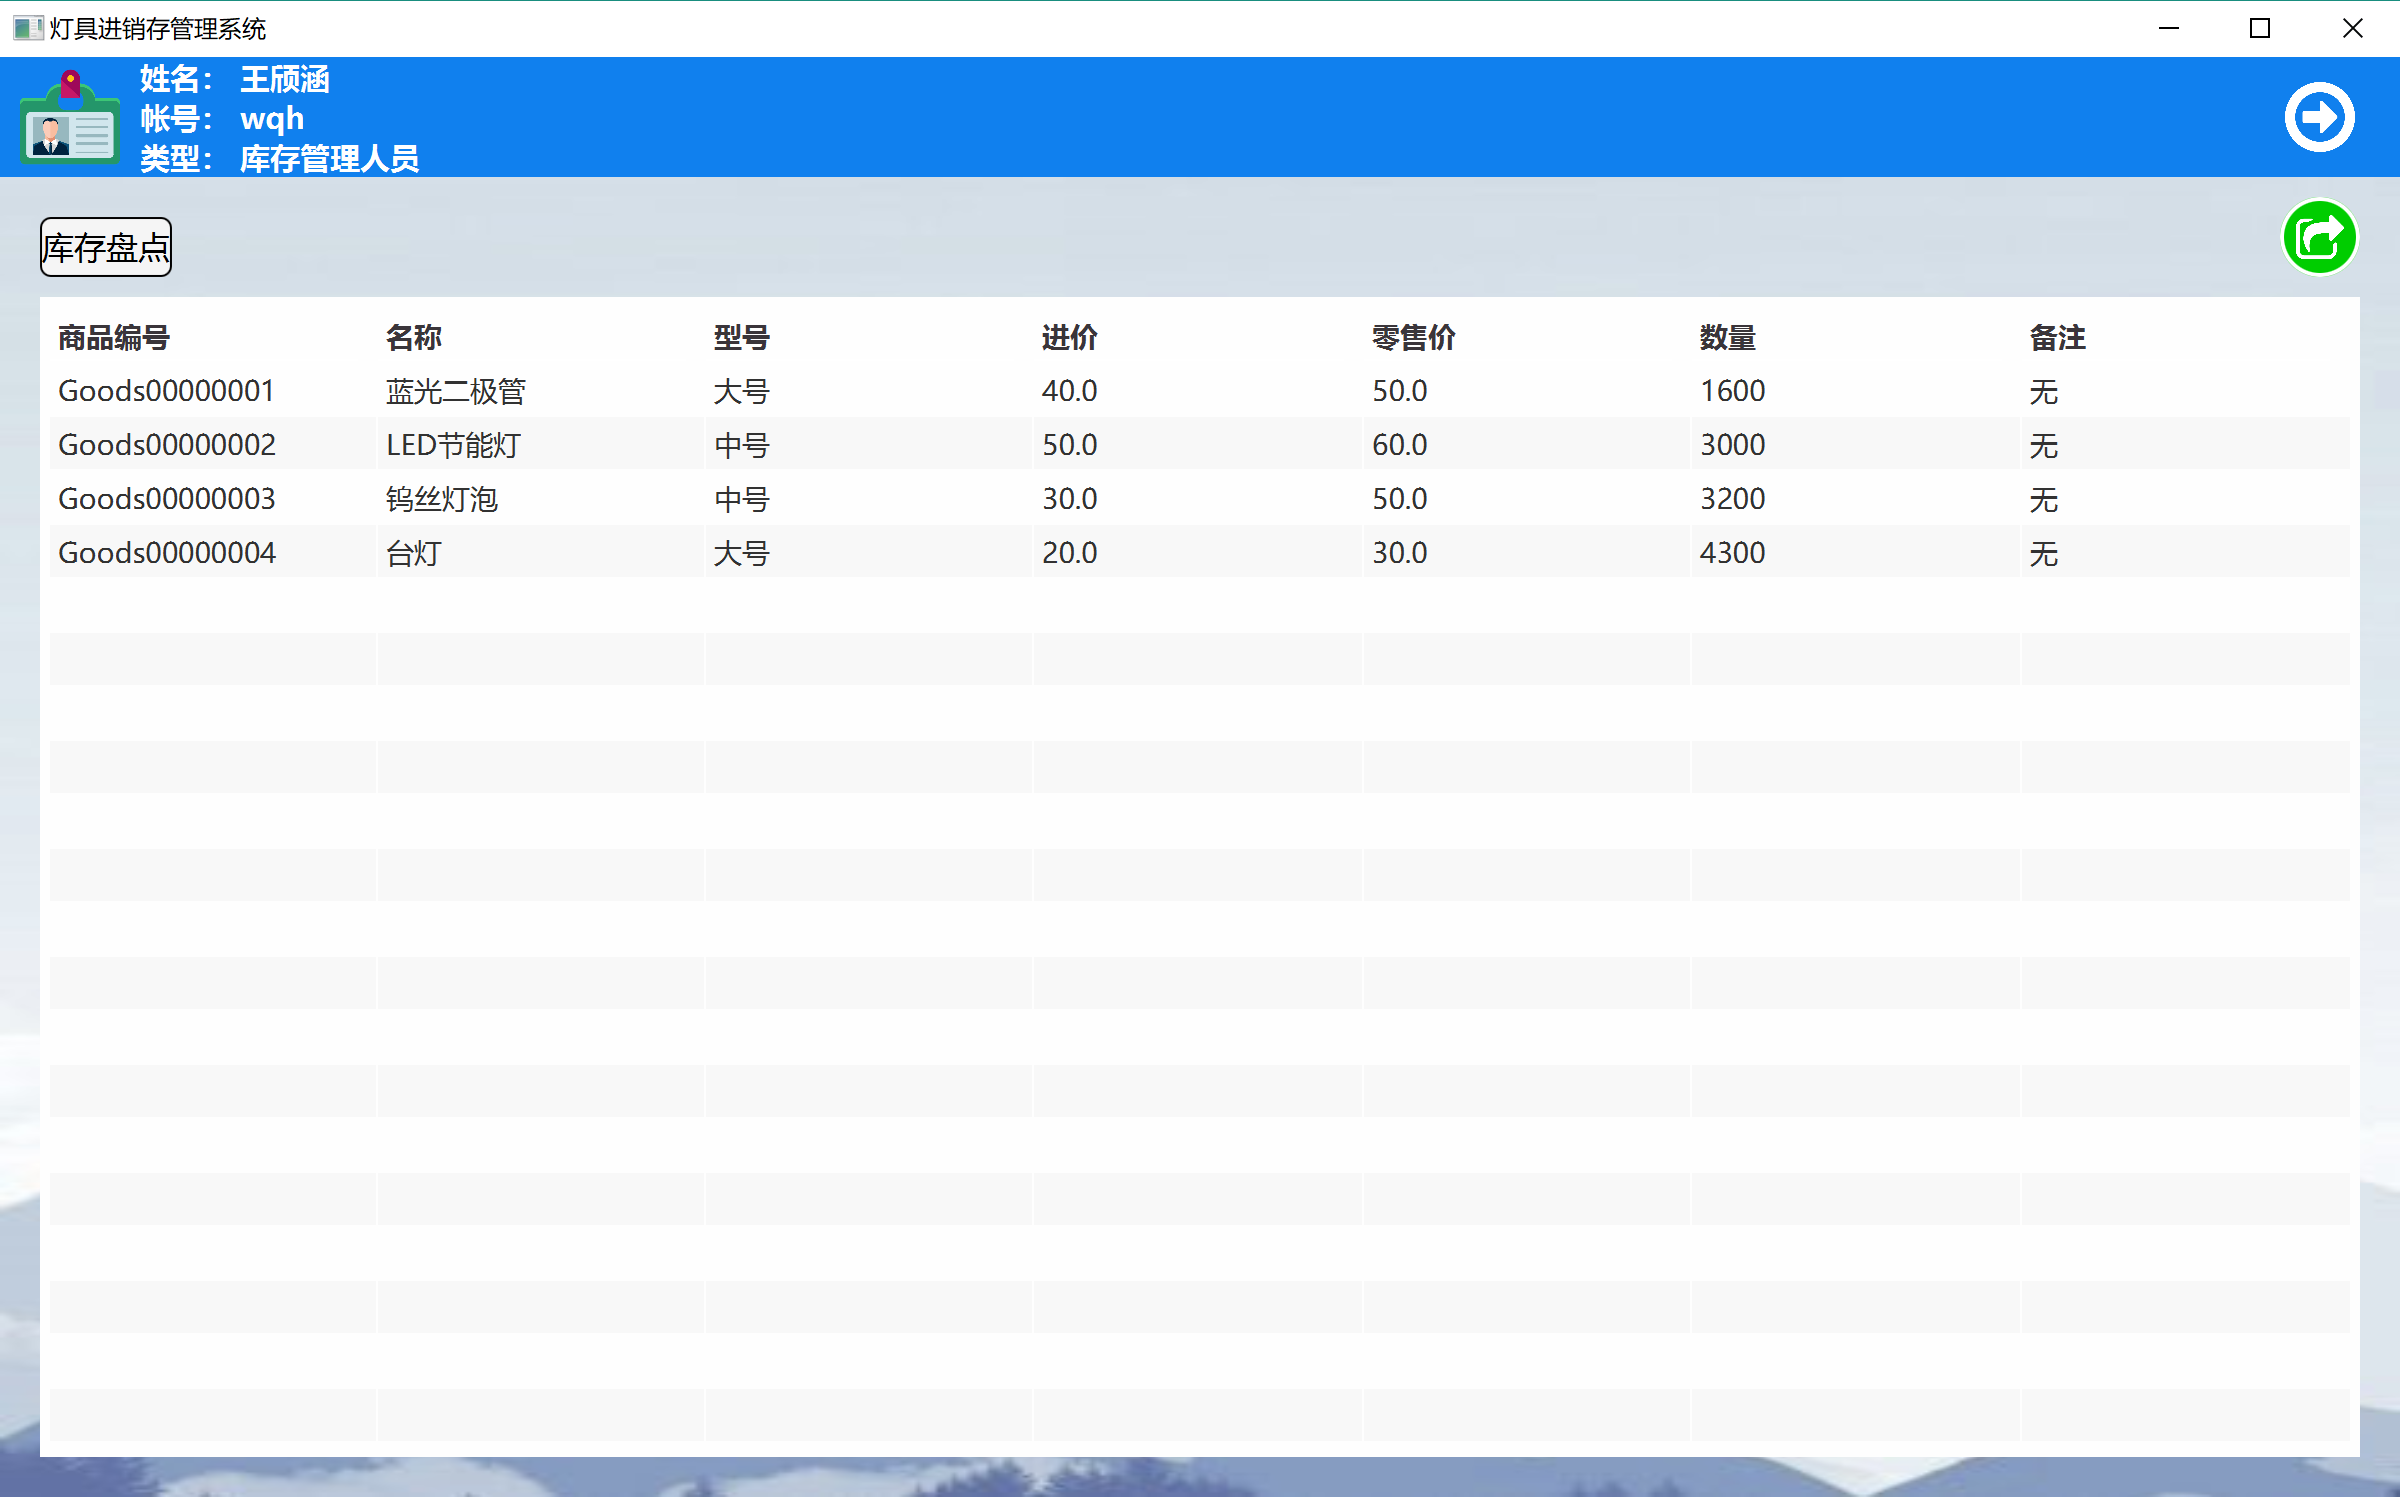 灯具进销存管理系统
姓名： 王颀涵
帐号： wqh
类型： 库存管理人员
库存盘点
商品编号 名称 型号 进价 零售价 数量 备注
Goods00000001 蓝光二极管 大号 40.0 50.0 1600 无
Goods00000002 LED节能灯 中号 50.0 60.0 3000 无
Goods00000003 钨丝灯泡 中号 30.0 50.0 3200 无
Goods00000004 台灯 大号 20.0 30.0 4300 无